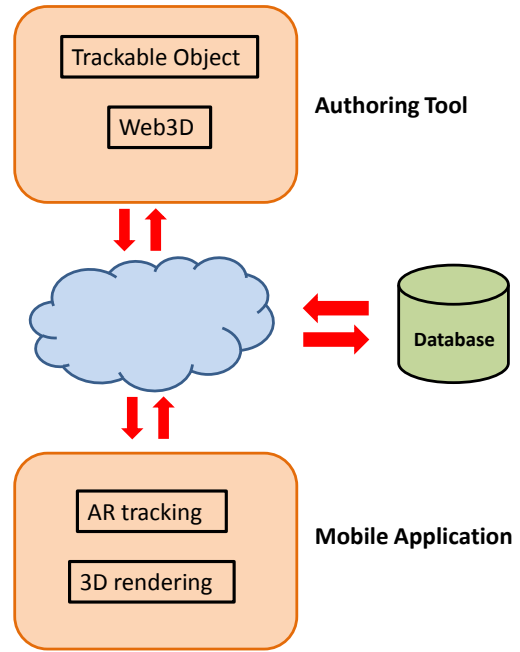 Trackable Object
Authoring Tool
Web3D
Database
AR tracking
Mobile Application
3D rendering